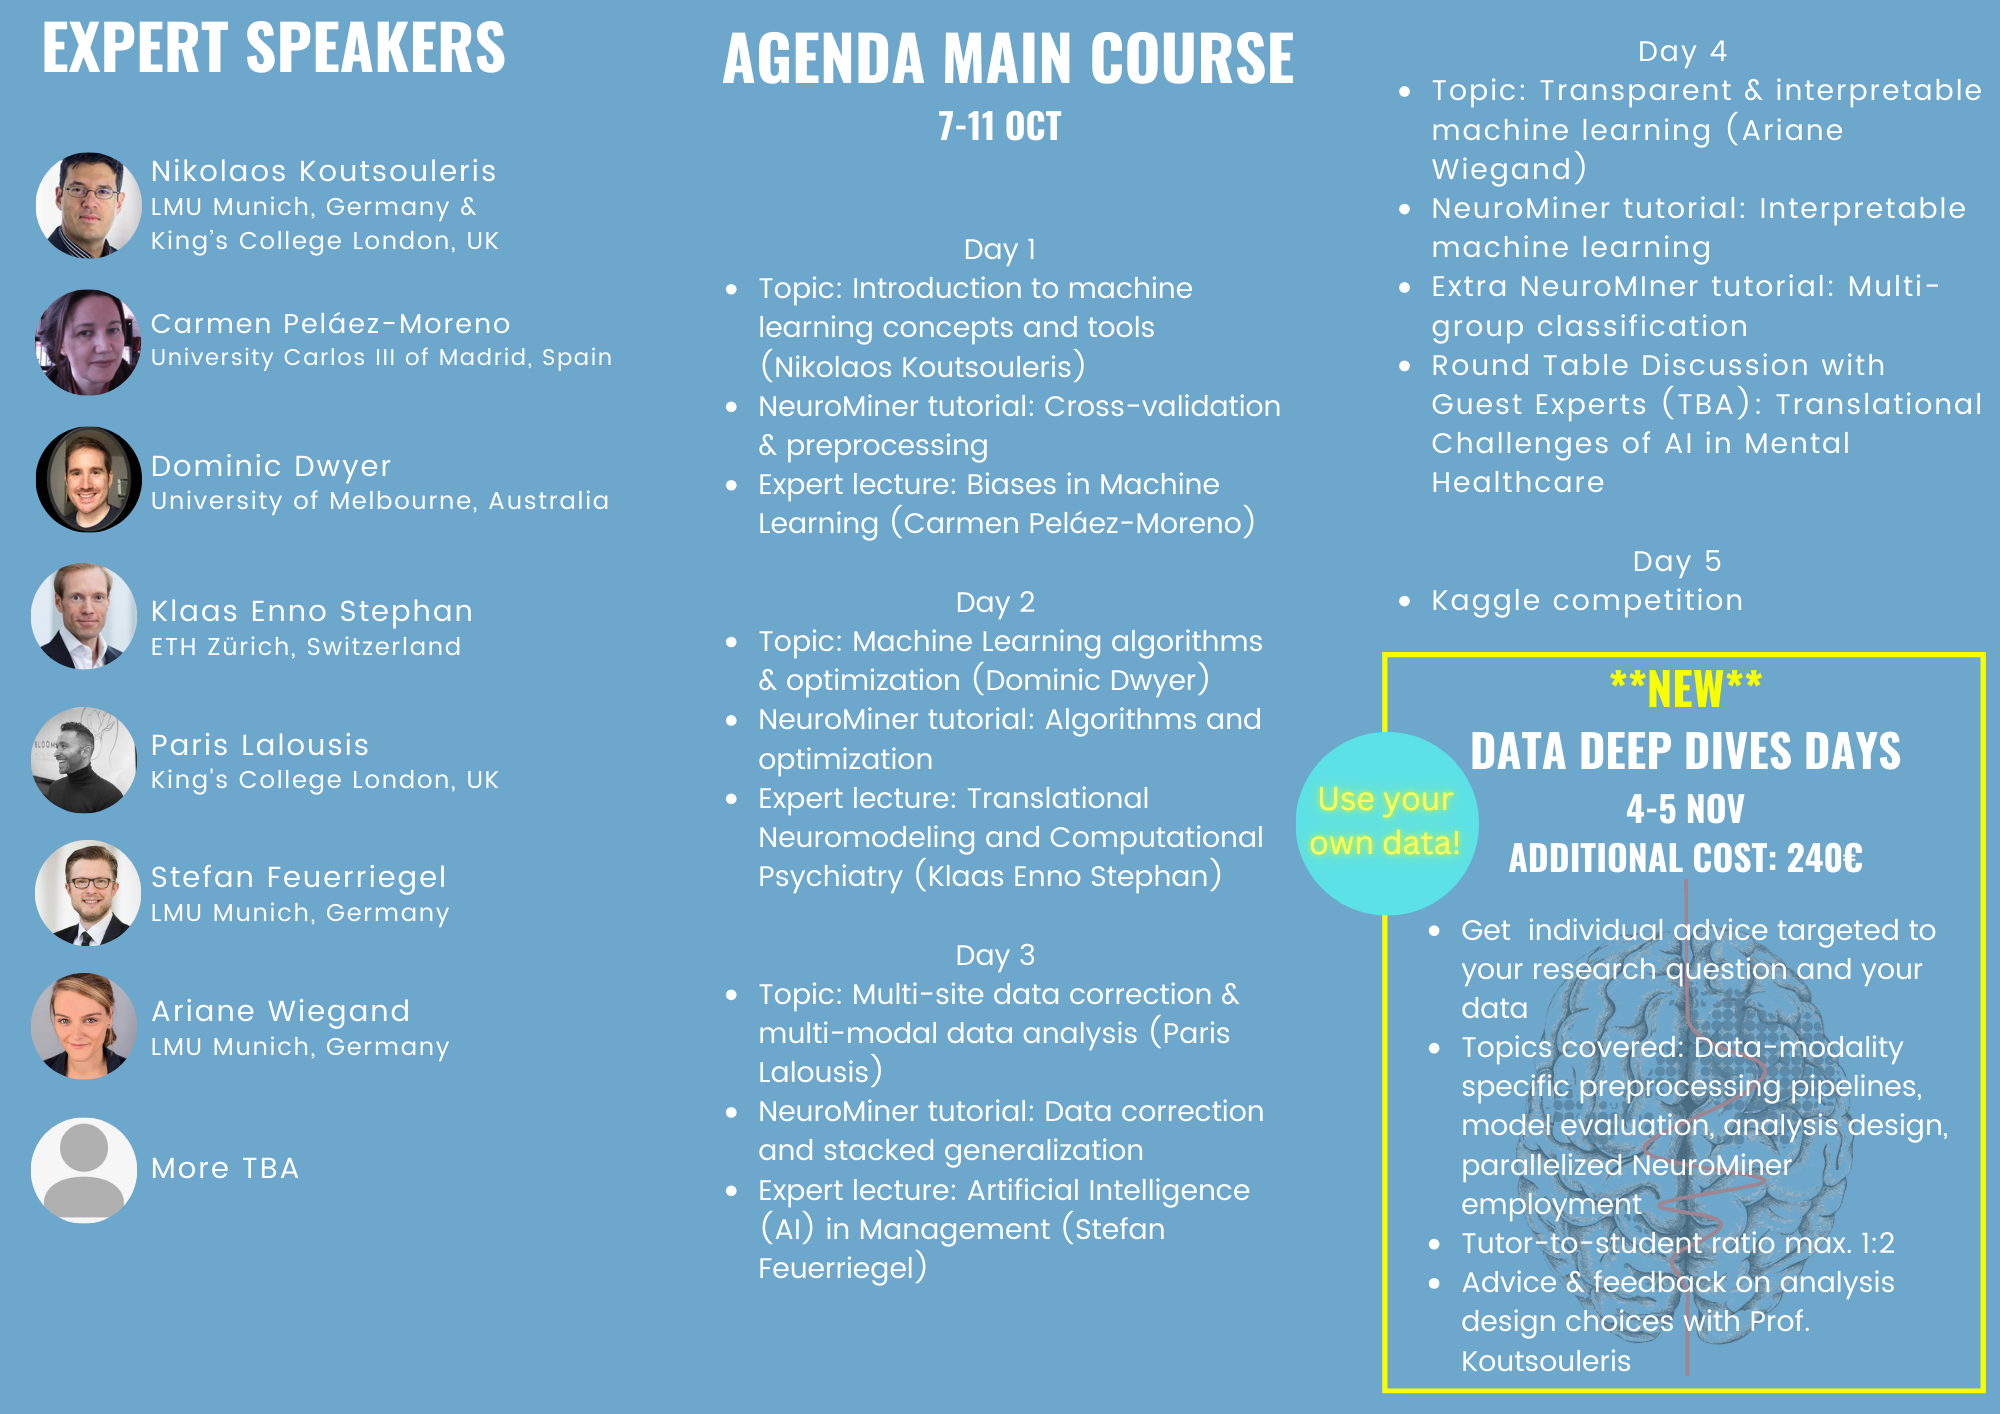 EXPERT SPEAKERS
Nikolaos Koutsouleris
LMU Munich, Germany &
King's College London, UK
Carmen Peláez-Moreno
University Carlos III of Madrid, Spain
Dominic Dwyer
University of Melbourne, Australia
Klaas Enno Stephan
ETH Zürich, Switzerland
Paris Lalousis
King's College London, UK
Stefan Feuerriegel
LMU Munich, Germany
Ariane Wiegand
LMU Munich, Germany
More TBA
AGENDA MAIN COURSE
7-11 OCT
Day 1
• Topic: Introduction to machine
learning concepts and tools
(Nikolaos Koutsouleris)
• NeuroMiner tutorial: Cross-validation
& preprocessing
• Expert lecture: Biases in Machine
Learning (Carmen Peláez-Moreno)
Day 2
• Topic: Machine Learning algorithms
& optimization (Dominic Dwyer)
• NeuroMiner tutorial: Algorithms and
optimization
• Expert lecture: Translational
Neuromodeling and Computational
Psychiatry (Klaas Enno Stephan)
Day 3
• Topic: Multi-site data correction &
multi-modal data analysis (Paris
Lalousis)
• NeuroMiner tutorial: Data correction
and stacked generalization
• Expert lecture: Artificial Intelligence
(AI) in Management (Stefan
Feuerriegel)
Day 4
• Topic: Transparent & interpretable
machine learning (Ariane
Wiegand)
• NeuroMiner tutorial: Interpretable
machine learning
• Extra NeuroMIner tutorial: Multi-
group classification
• Round Table Discussion with
Guest Experts (TBA): Translational
Challenges of AI in Mental
Healthcare
Day 5
• Kaggle competition
**NEW**
DATA DEEP DIVES DAYS
4-5 NOV
ADDITIONAL COST: 240€
Use your
own data!
• Get individual advice targeted to
your research question and your
data
• Topics covered: Data-modality
specific preprocessing pipelines,
model evaluation, analysis design,
parallelized NeuroMiner
employment
• Tutor-to-student ratio max. 1:2
• Advice & feedback on analysis
design choices with Prof.
Koutsouleris